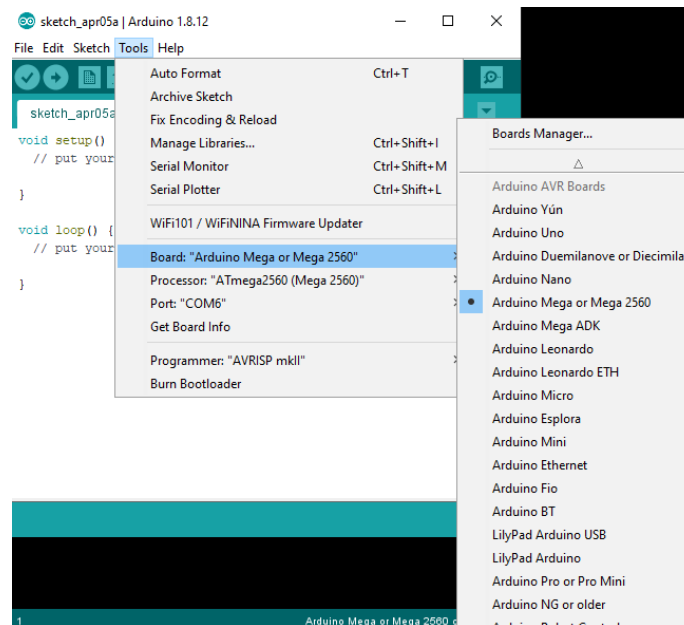 sketch_apr05a | Arduino 1.8.12
File Edit Sketch Tools Help
sketch_apr05a
void setup()
// put your
}
void loop() {
// put your
}
Auto Format Ctrl+T
Archive Sketch
Fix Encoding & Reload
Manage Libraries... Ctrl+Shift+I
Serial Monitor Ctrl+Shift+M
Serial Plotter Ctrl+Shift+L
WiFi101 / WiFiNINA Firmware Updater
Board: "Arduino Mega or Mega 2560"
Processor: "ATmega2560 (Mega 2560)"
Port: "COM6"
Get Board Info
Programmer: "AVRISP mkII"
Burn Bootloader
Boards Manager...
Arduino AVR Boards
Arduino Yún
Arduino Uno
Arduino Duemilanove or Diecimila
Arduino Nano
Arduino Mega or Mega 2560
Arduino Mega ADK
Arduino Leonardo
Arduino Leonardo ETH
Arduino Micro
Arduino Esplora
Arduino Mini
Arduino Ethernet
Arduino Fio
Arduino BT
LilyPad Arduino USB
LilyPad Arduino
Arduino Pro or Pro Mini
Arduino NG or older
1 Arduino Mega or Mega 2560